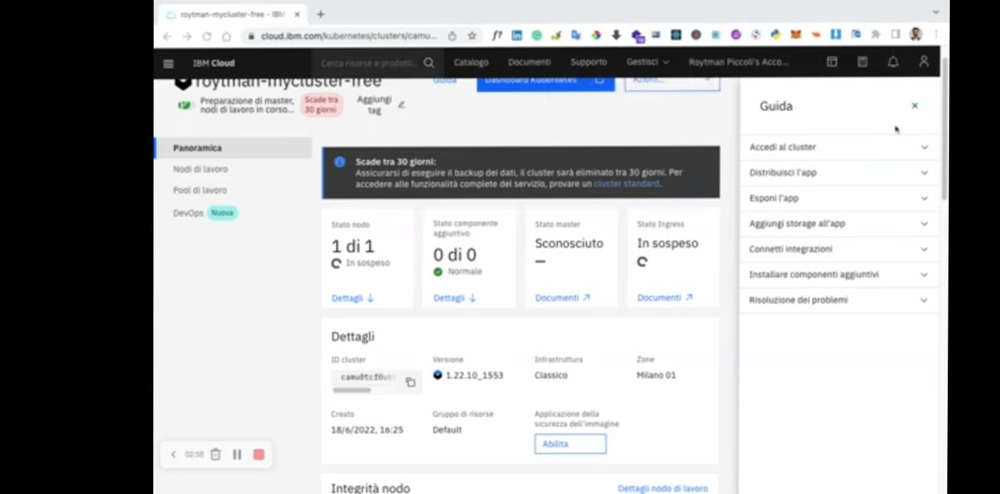 roytman-mycluster-free - IBM
cloud.ibm.com/kubernetes/clusters/camu...
IBM Cloud
Cerca risorse e prodotti...
Catalogo
Documenti
Supporto
Gestisci
Roytman Piccoli's Acco...
roytman-mycluster-free
Guida
Dashboard Kubernetes
Azioni...
Preparazione di master,
nodi di lavoro in corso...
Scade tra
30 giorni
Aggiungi
tag
Panoramica
Nodi di lavoro
Pool di lavoro
DevOps Nuova
Scade tra 30 giorni:
Assicurarsi di eseguire il backup dei dati, il cluster sarà eliminato tra 30 giorni. Per
accedere alle funzionalità complete del servizio, provare un cluster standard.
Stato nodo
1 di 1
In sospeso
Dettagli
Stato componente
aggiuntivo
0 di 0
Normale
Dettagli
Stato master
Sconosciuto
Documenti
Stato Ingress
In sospeso
Documenti
Dettagli
ID cluster
Versione
1.22.10_1553
Infrastruttura
Classico
Zone
Milano 01
Creato
18/6/2022, 16:25
Gruppo di risorse
Default
Applicazione della
sicurezza dell'immagine
Abilita
Integrità nodo
Dettagli nodo di lavoro
Guida
Accedi al cluster
Distribuisci l'app
Esponi l'app
Aggiungi storage all'app
Connetti integrazioni
Installare componenti aggiuntivi
Risoluzione dei problemi
02:58